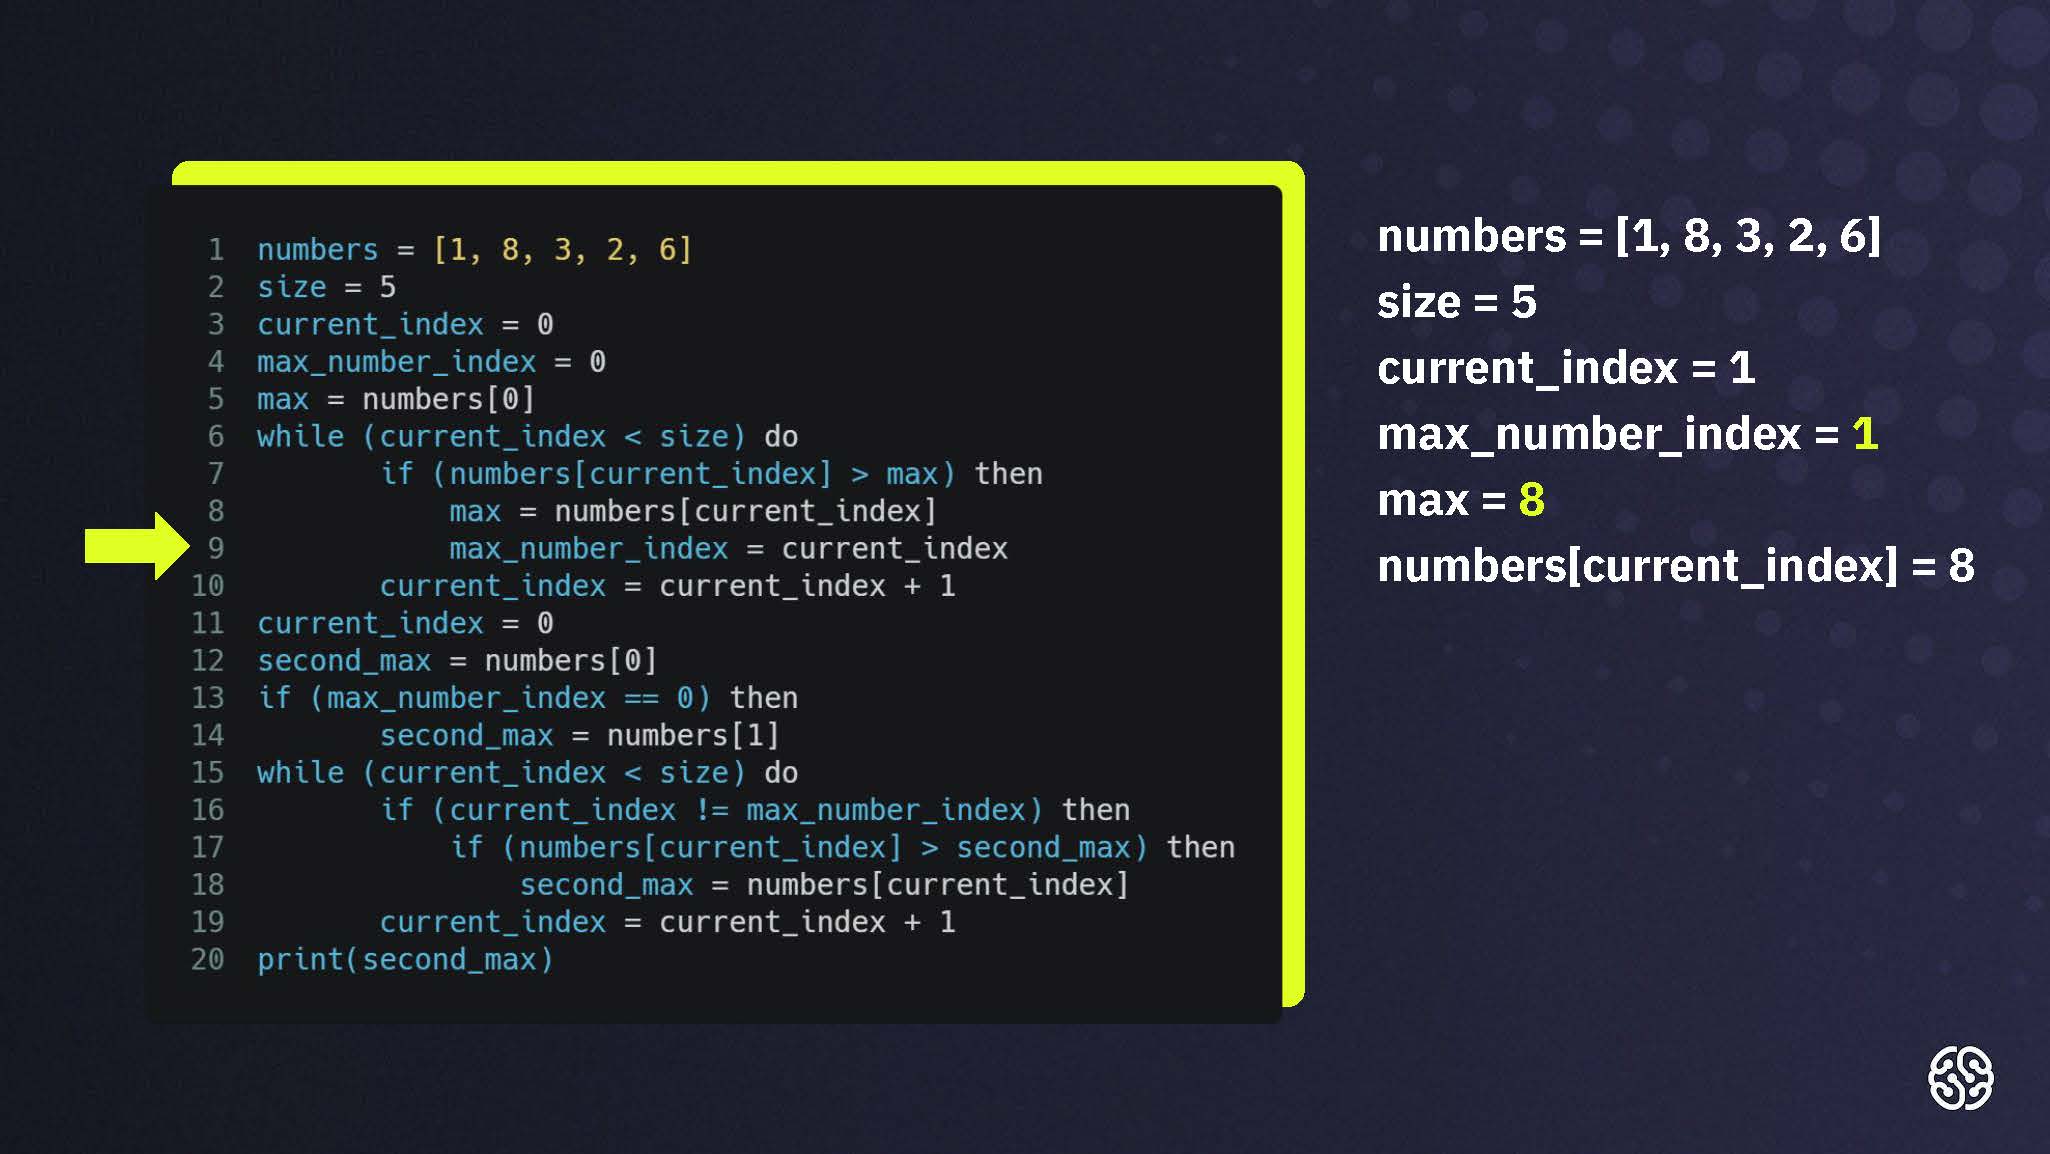 1 numbers = [1, 8, 3, 2, 6]
2 size = 5
3 current_index = 0
4 max_number_index = 0
5 max = numbers[0]
6 while (current_index < size) do
7 if (numbers[current_index] > max) then
8 max = numbers[current_index]
9 max_number_index = current_index
10 current_index = current_index + 1
11 current_index = 0
12 second_max = numbers[0]
13 if (max_number_index == 0) then
14 second_max = numbers[1]
15 while (current_index < size) do
16 if (current_index != max_number_index) then
17 if (numbers[current_index] > second_max) then
18 second_max = numbers[current_index]
19 current_index = current_index + 1
20 print(second_max)
numbers = [1, 8, 3, 2, 6]
size = 5
current_index = 1
max_number_index = 1
max = 8
numbers[current_index] = 8